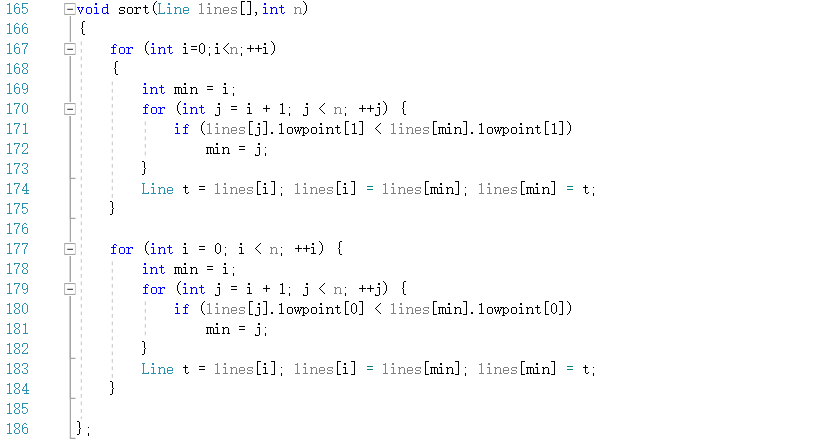 165 void sort(Line lines[],int n)
166 {
167 for (int i=0;i<n;++i)
168 {
169 int min = i;
170 for (int j = i + 1; j < n; ++j) {
171 if (lines[j].lowpoint[1] < lines[min].lowpoint[1])
172 min = j;
173 }
174 Line t = lines[i]; lines[i] = lines[min]; lines[min] = t;
175 }
176
177 for (int i = 0; i < n; ++i) {
178 int min = i;
179 for (int j = i + 1; j < n; ++j) {
180 if (lines[j].lowpoint[0] < lines[min].lowpoint[0])
181 min = j;
182 }
183 Line t = lines[i]; lines[i] = lines[min]; lines[min] = t;
184 }
185
186 };